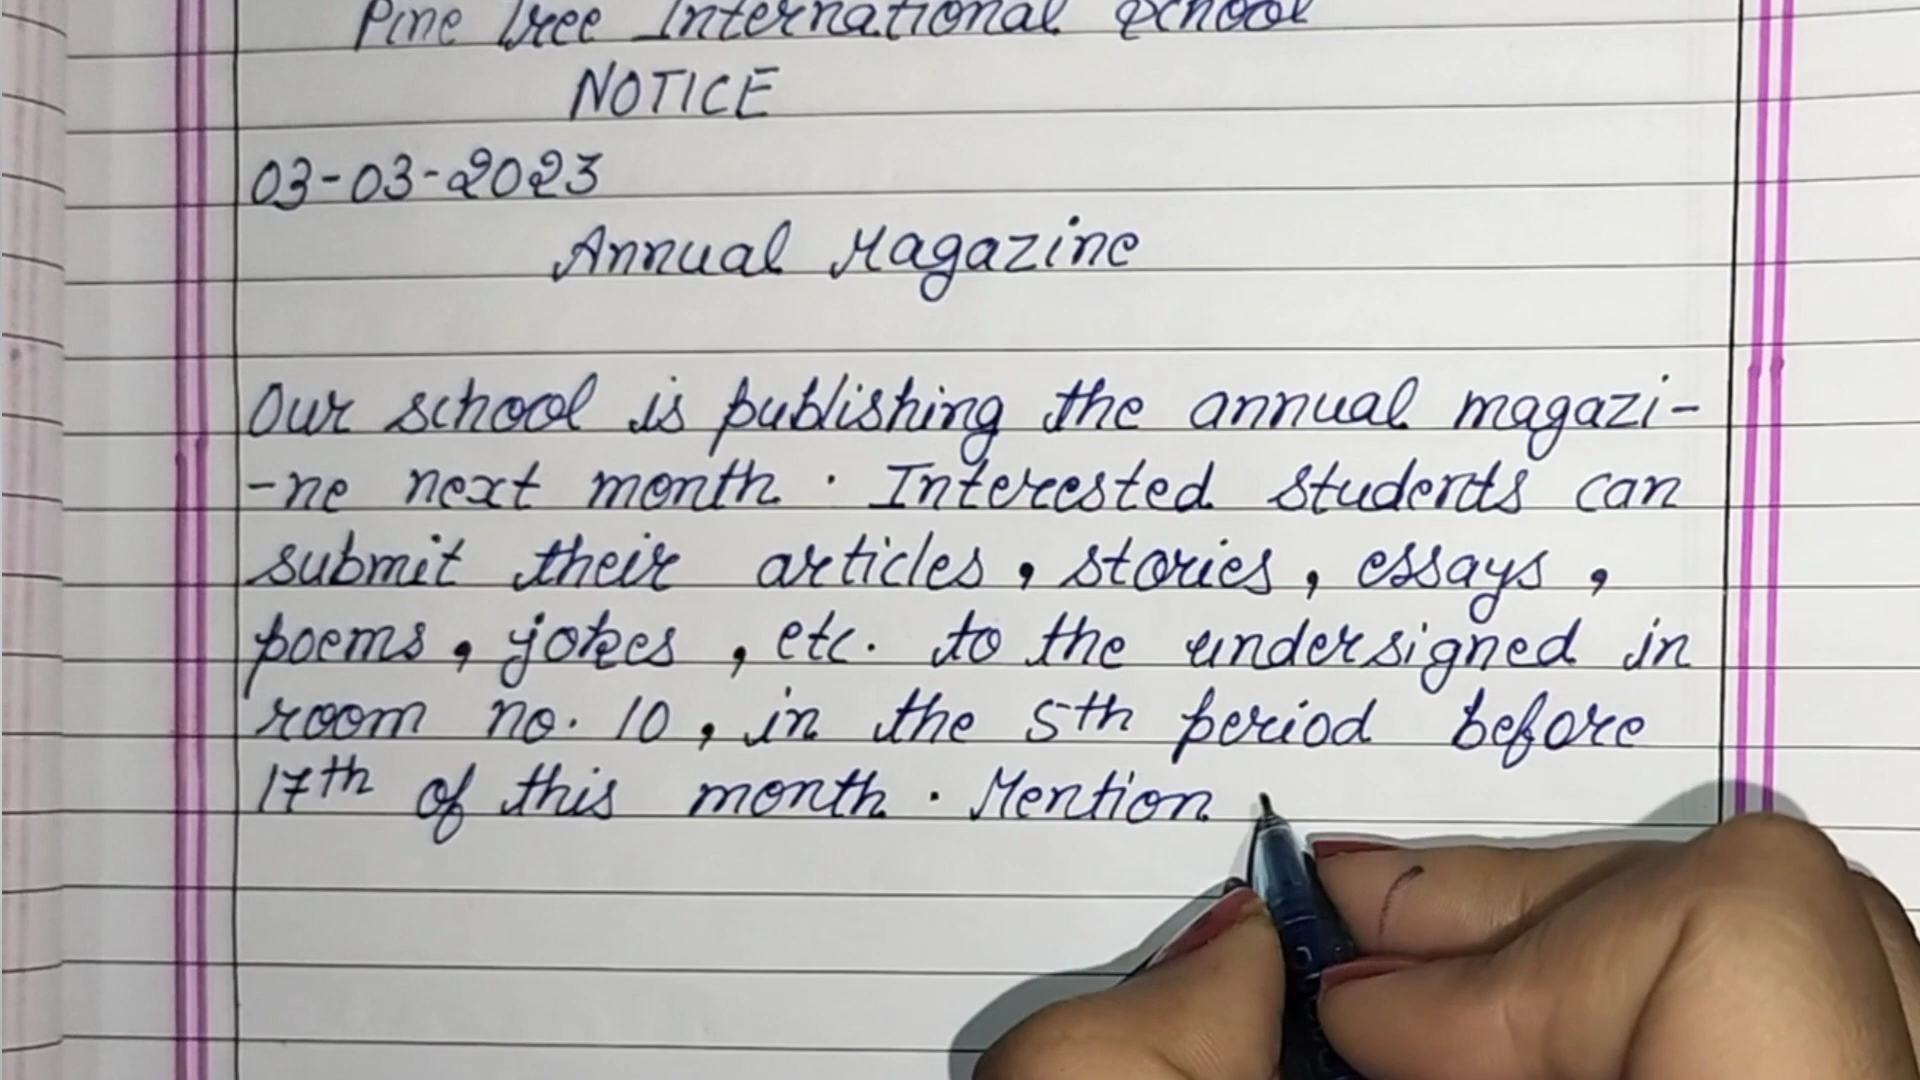 Pine Tree International School
NOTICE
03-03-2023
Annual Magazine
Our school is publishing the annual magazi-
-ne next month. Interested students can
submit their articles, stories, essays,
poems, jokes, etc. to the undersigned in
room no. 10, in the 5th period before
17th of this month. Mention